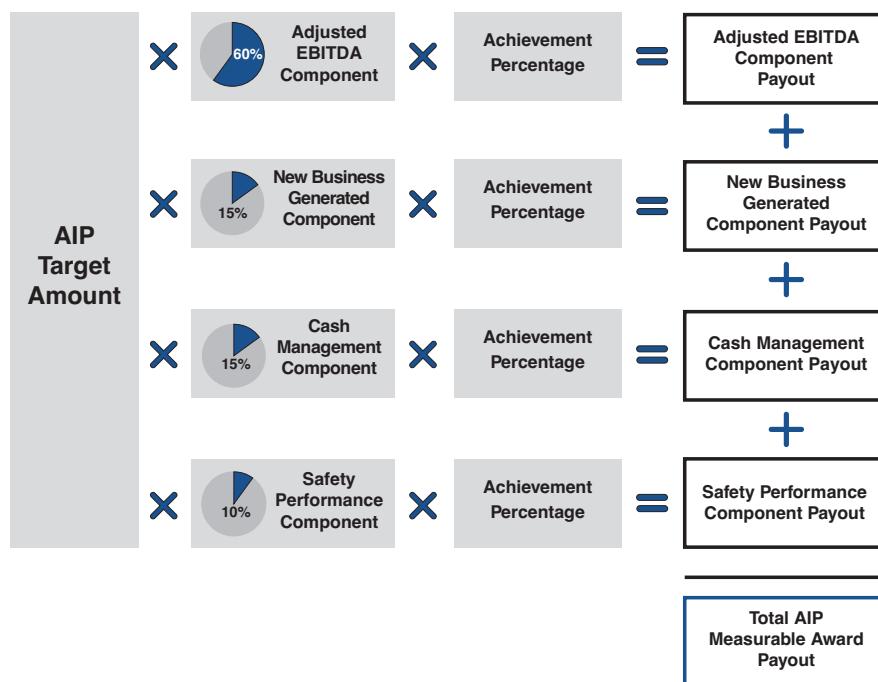 AIP
Target
Amount
60%
Adjusted
EBITDA
Component
Achievement
Percentage
Adjusted EBITDA
Component
Payout
15%
New Business
Generated
Component
Achievement
Percentage
New Business
Generated
Component Payout
15%
Cash
Management
Component
Achievement
Percentage
Cash Management
Component Payout
10%
Safety
Performance
Component
Achievement
Percentage
Safety Performance
Component Payout
Total AIP
Measurable Award
Payout